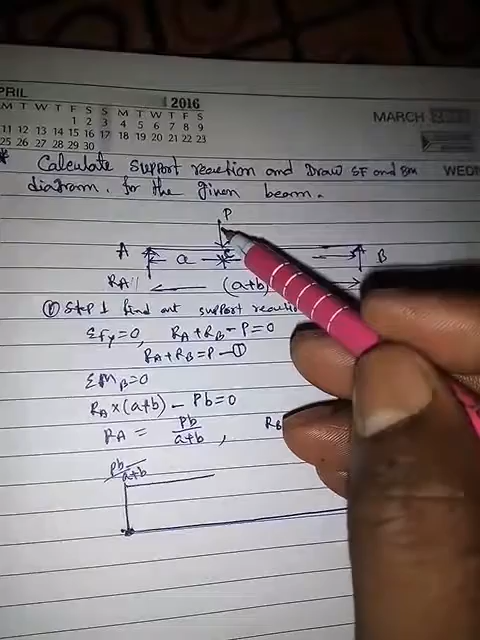 PRIL
2016
M T W T F S S M T W T F S S
1 2 3 4 5 6 7 8 9
11 12 13 14 15 16 17 18 19 20 21 22 23
25 26 27 28 29 30
MARCH
WEDN
* Calculate support reaction and Draw SF and BM
diagram. for the given beam.
P
A a C B
RA (a+b)
① Step 1 find out support reactio
ΣFy=0, RA+RB-P=0
RA+RB=P-①
ΣMB=0
RA×(a+b) - Pb=0
RA = Pb/a+b, RB
Pb/a+b